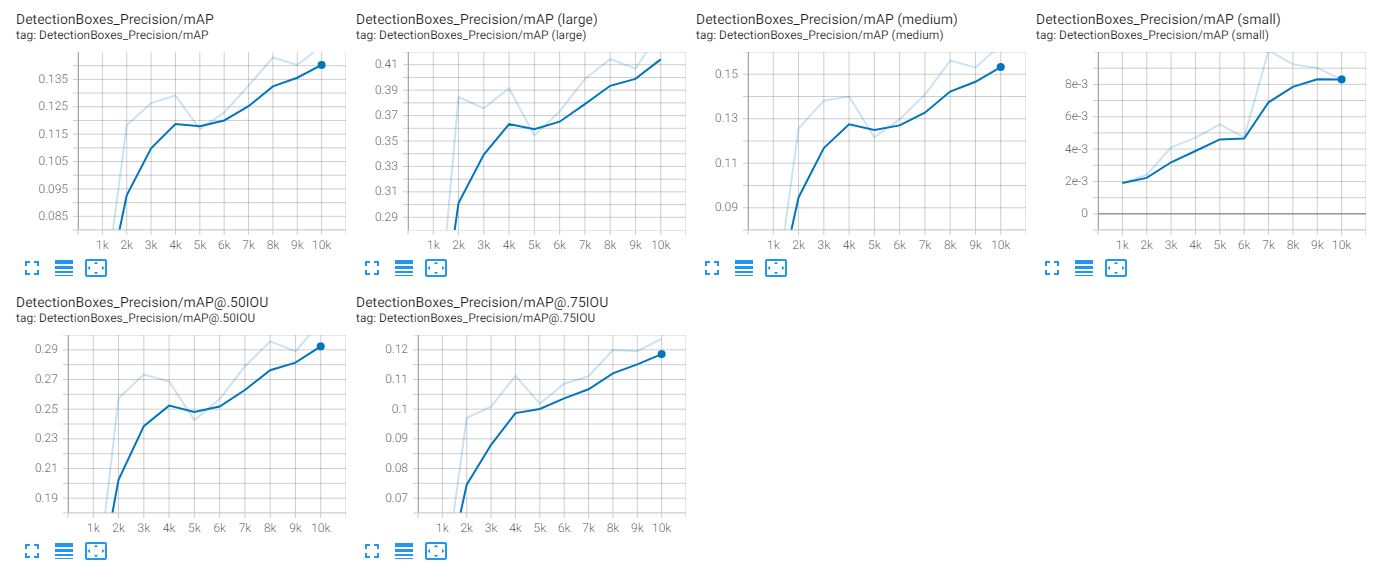 DetectionBoxes_Precision/mAP
tag: DetectionBoxes_Precision/mAP
0.135
0.125
0.115
0.105
0.095
0.085
1k 2k 3k 4k 5k 6k 7k 8k 9k 10k
DetectionBoxes_Precision/mAP (large)
tag: DetectionBoxes_Precision/mAP (large)
0.41
0.39
0.37
0.35
0.33
0.31
0.29
1k 2k 3k 4k 5k 6k 7k 8k 9k 10k
DetectionBoxes_Precision/mAP (medium)
tag: DetectionBoxes_Precision/mAP (medium)
0.15
0.13
0.11
0.09
1k 2k 3k 4k 5k 6k 7k 8k 9k 10k
DetectionBoxes_Precision/mAP (small)
tag: DetectionBoxes_Precision/mAP (small)
8e-3
6e-3
4e-3
2e-3
0
1k 2k 3k 4k 5k 6k 7k 8k 9k 10k
DetectionBoxes_Precision/mAP@.50IOU
tag: DetectionBoxes_Precision/mAP@.50IOU
0.29
0.27
0.25
0.23
0.21
0.19
1k 2k 3k 4k 5k 6k 7k 8k 9k 10k
DetectionBoxes_Precision/mAP@.75IOU
tag: DetectionBoxes_Precision/mAP@.75IOU
0.12
0.11
0.1
0.09
0.08
0.07
1k 2k 3k 4k 5k 6k 7k 8k 9k 10k